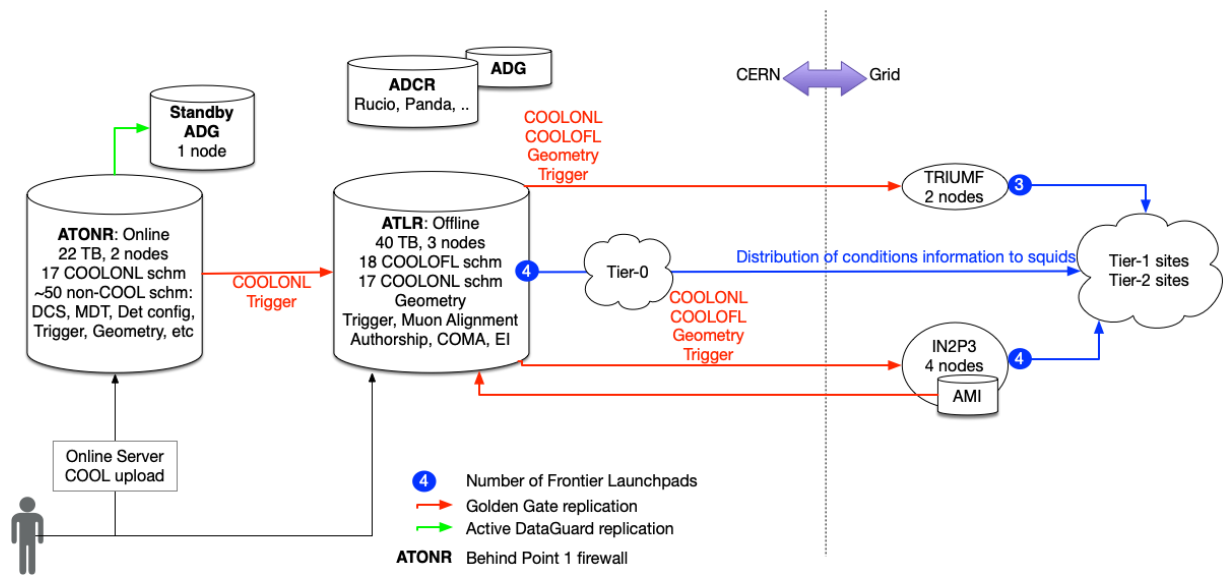 ADG
ADCR
Rucio, Panda, ..
CERN
Grid
Standby
ADG
1 node
COOLONL
COOLOFL
Geometry
Trigger
TRIUMF
2 nodes
3
ATONR: Online
22 TB, 2 nodes
17 COOLONL schm
~50 non-COOL schm:
DCS, MDT, Det config,
Trigger, Geometry, etc
COOLONL
Trigger
ATLR: Offline
40 TB, 3 nodes
18 COOLOFL schm
17 COOLONL schm
Geometry
Trigger, Muon Alignment
Authorship, COMA, EI
4
Tier-0
Distribution of conditions information to squids
Tier-1 sites
Tier-2 sites
COOLONL
COOLOFL
Geometry
Trigger
IN2P3
4 nodes
4
AMI
Online Server
COOL upload
4 Number of Frontier Launchpads
Golden Gate replication
Active DataGuard replication
ATONR Behind Point 1 firewall